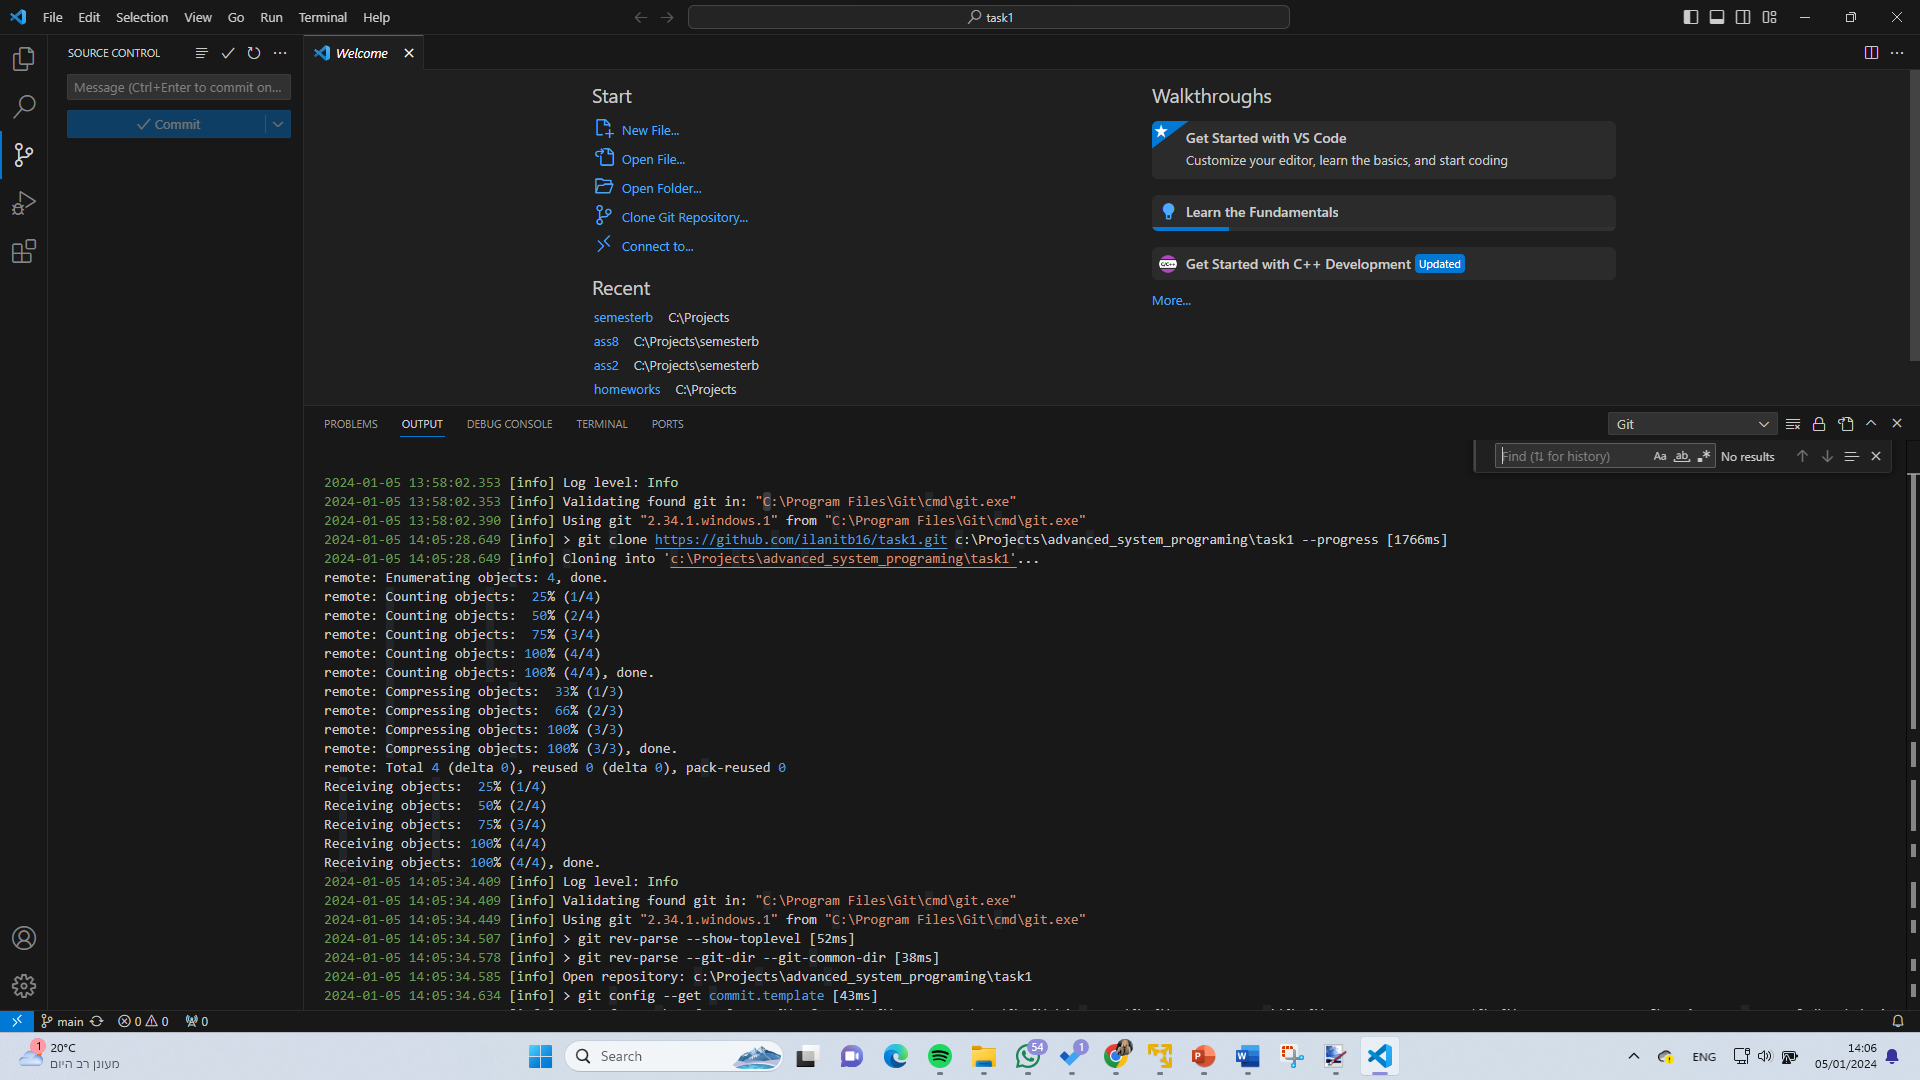 File Edit Selection View Go Run Terminal Help
task1
SOURCE CONTROL
Message (Ctrl+Enter to commit on...
Commit
Welcome
Start
New File...
Open File...
Open Folder...
Clone Git Repository...
Connect to...
Recent
semesterb C:\Projects
ass8 C:\Projects\semesterb
ass2 C:\Projects\semesterb
homeworks C:\Projects
Walkthroughs
Get Started with VS Code
Customize your editor, learn the basics, and start coding
Learn the Fundamentals
C/C++ Get Started with C++ Development Updated
More...
PROBLEMS OUTPUT DEBUG CONSOLE TERMINAL PORTS
Git
Find (⇅ for history) Aa ab .* No results
2024-01-05 13:58:02.353 [info] Log level: Info
2024-01-05 13:58:02.353 [info] Validating found git in: "C:\Program Files\Git\cmd\git.exe"
2024-01-05 13:58:02.390 [info] Using git "2.34.1.windows.1" from "C:\Program Files\Git\cmd\git.exe"
2024-01-05 14:05:28.649 [info] > git clone https://github.com/ilanitb16/task1.git c:\Projects\advanced_system_programing\task1 --progress [1766ms]
2024-01-05 14:05:28.649 [info] Cloning into 'c:\Projects\advanced_system_programing\task1'...
remote: Enumerating objects: 4, done.
remote: Counting objects:  25% (1/4)
remote: Counting objects:  50% (2/4)
remote: Counting objects:  75% (3/4)
remote: Counting objects: 100% (4/4)
remote: Counting objects: 100% (4/4), done.
remote: Compressing objects:  33% (1/3)
remote: Compressing objects:  66% (2/3)
remote: Compressing objects: 100% (3/3)
remote: Compressing objects: 100% (3/3), done.
remote: Total 4 (delta 0), reused 0 (delta 0), pack-reused 0
Receiving objects:  25% (1/4)
Receiving objects:  50% (2/4)
Receiving objects:  75% (3/4)
Receiving objects: 100% (4/4)
Receiving objects: 100% (4/4), done.
2024-01-05 14:05:34.409 [info] Log level: Info
2024-01-05 14:05:34.409 [info] Validating found git in: "C:\Program Files\Git\cmd\git.exe"
2024-01-05 14:05:34.449 [info] Using git "2.34.1.windows.1" from "C:\Program Files\Git\cmd\git.exe"
2024-01-05 14:05:34.507 [info] > git rev-parse --show-toplevel [52ms]
2024-01-05 14:05:34.578 [info] > git rev-parse --git-dir --git-common-dir [38ms]
2024-01-05 14:05:34.585 [info] Open repository: c:\Projects\advanced_system_programing\task1
2024-01-05 14:05:34.634 [info] > git config --get commit.template [43ms]
main 0 0 0
1 20°C
מעונן רב היום
Search
54
1
ENG
14:06
05/01/2024